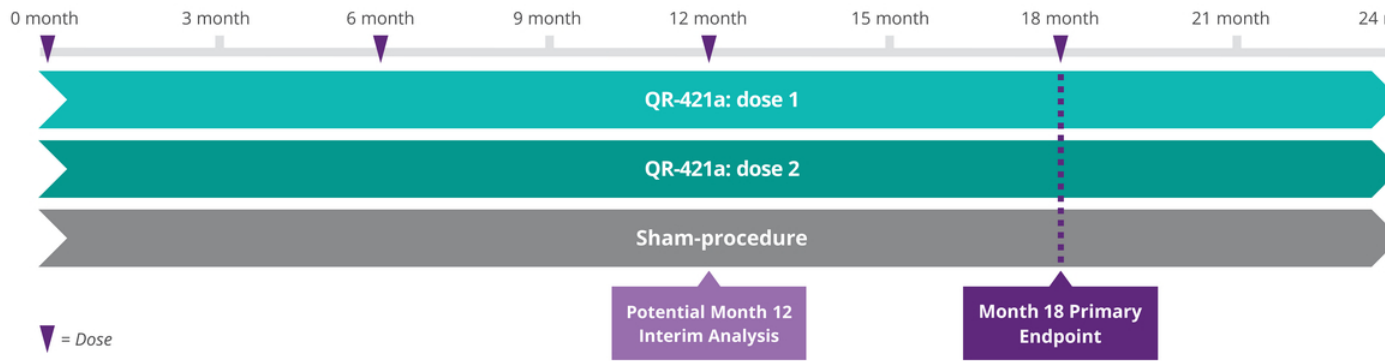 0 month 3 month 6 month 9 month 12 month 15 month 18 month 21 month 24
QR-421a: dose 1
QR-421a: dose 2
Sham-procedure
Potential Month 12
Interim Analysis
Month 18 Primary
Endpoint
= Dose